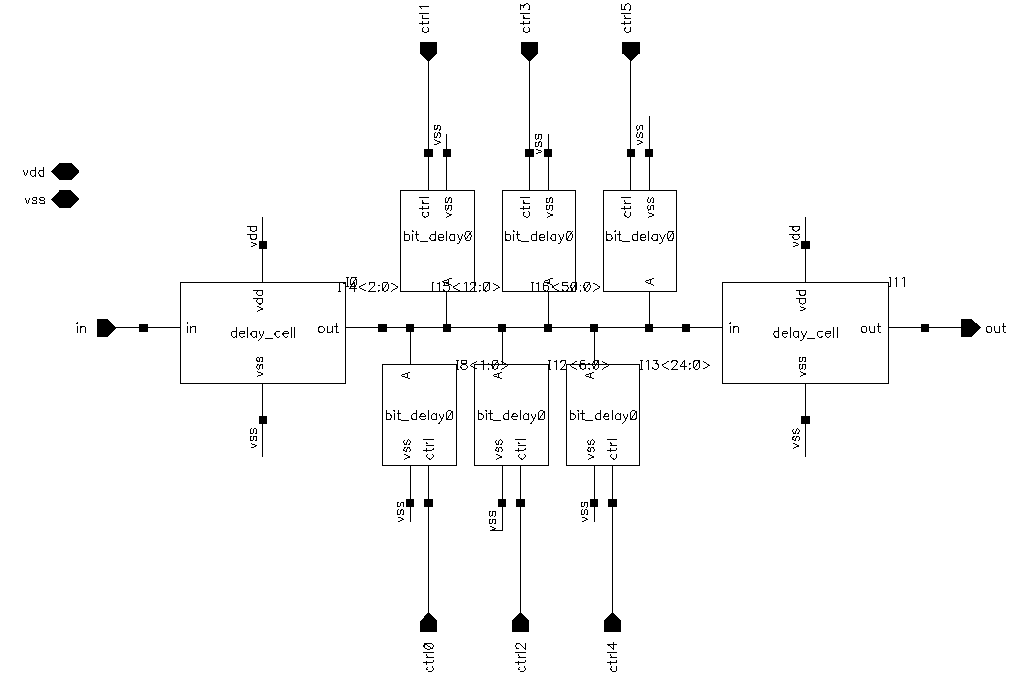 ctrl1
ctrl3
ctrl5
vss
vss
vss
vdd
vss
ctrl
vss
ctrl
vss
ctrl
vss
bit_delay0
bit_delay0
bit_delay0
vdd
vdd
A
A
A
I0
I14<2:0>
I15<12:0>
I16<50:0>
I11
vdd
vdd
in
in
delay_cell
out
in
delay_cell
out
out
vss
vss
I8<1:0>
I12<6:0>
I13<24:0>
A
A
A
bit_delay0
bit_delay0
bit_delay0
vss
ctrl
vss
ctrl
vss
ctrl
vss
vss
vss
vss
vss
ctrl0
ctrl2
ctrl4